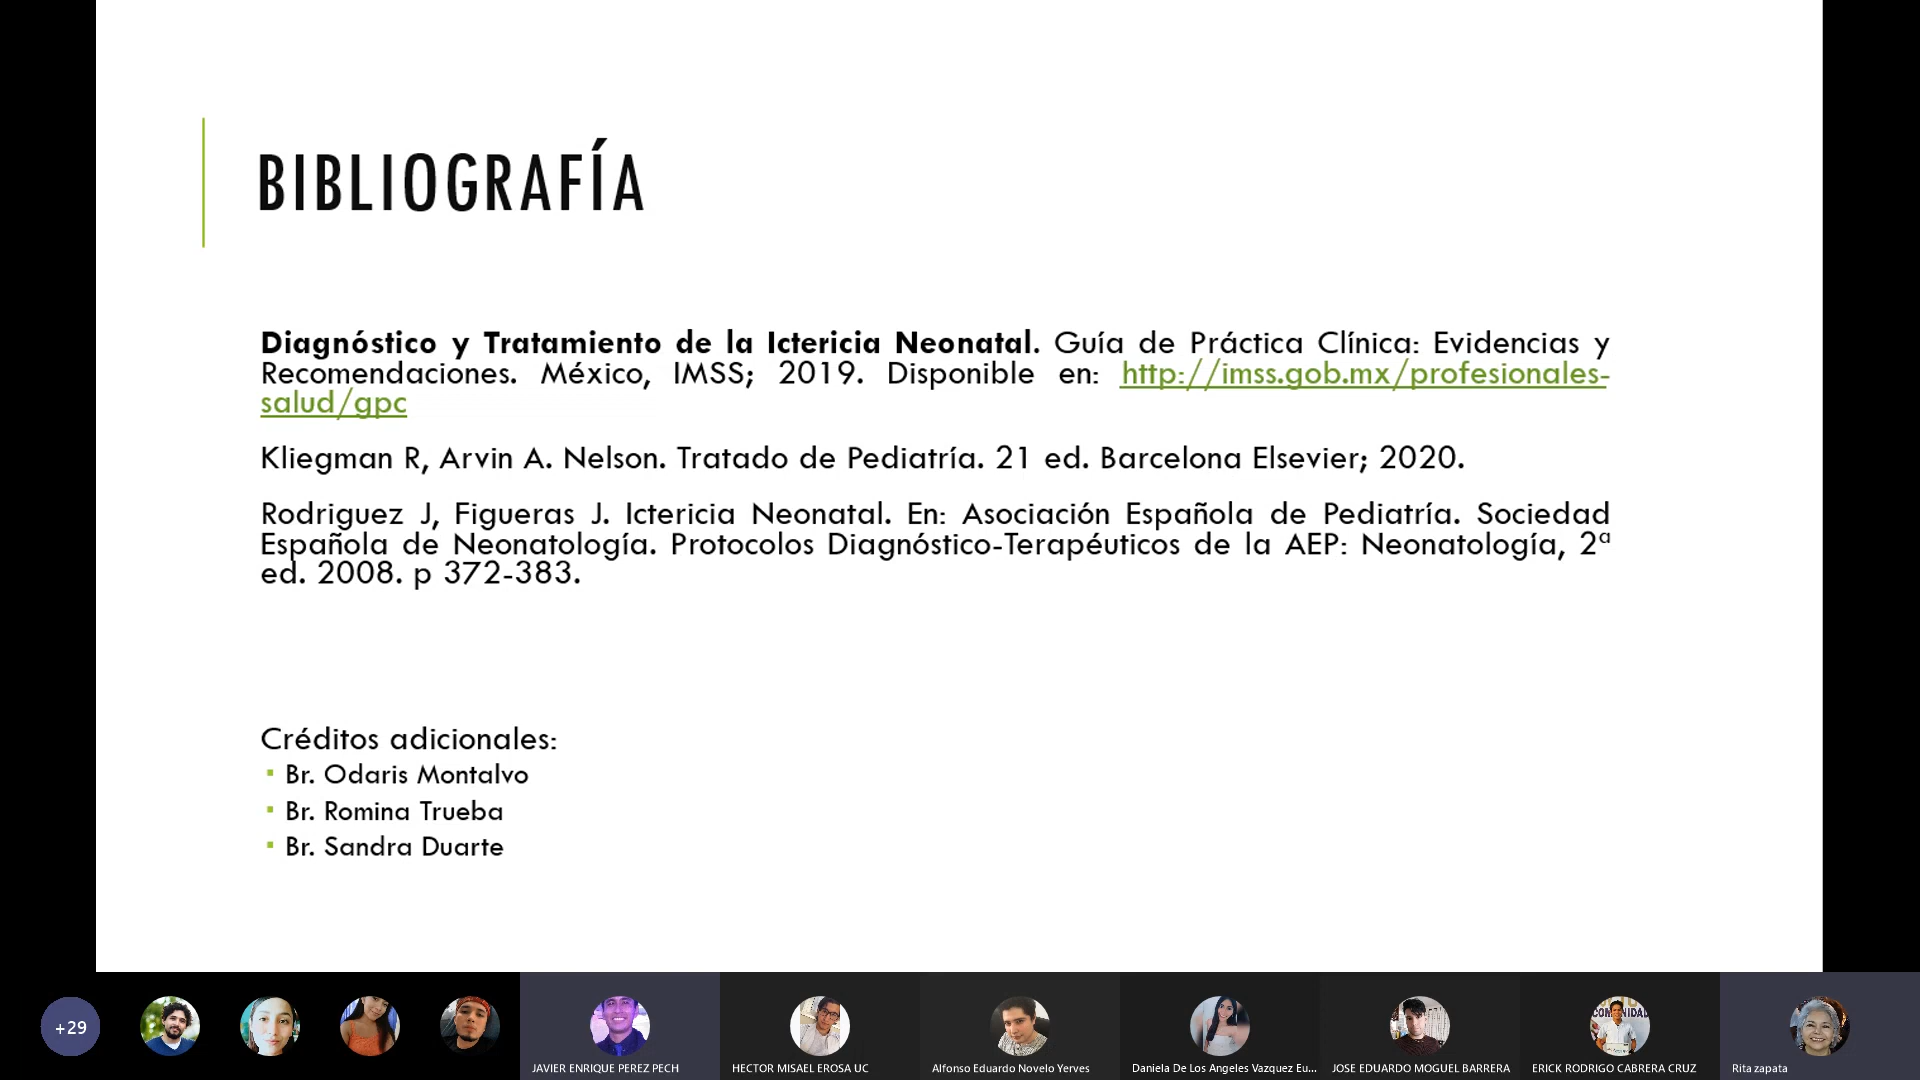 BIBLIOGRAFÍA
Diagnóstico y Tratamiento de la Ictericia Neonatal. Guía de Práctica Clínica: Evidencias y
Recomendaciones. México, IMSS; 2019. Disponible en: http://imss.gob.mx/profesionales-
salud/gpc
Kliegman R, Arvin A. Nelson. Tratado de Pediatría. 21 ed. Barcelona Elsevier; 2020.
Rodriguez J, Figueras J. Ictericia Neonatal. En: Asociación Española de Pediatría. Sociedad
Española de Neonatología. Protocolos Diagnóstico-Terapéuticos de la AEP: Neonatología, 2ª
ed. 2008. p 372-383.
Créditos adicionales:
▪ Br. Odaris Montalvo
▪ Br. Romina Trueba
▪ Br. Sandra Duarte
+29
JAVIER ENRIQUE PEREZ PECH
HECTOR MISAEL EROSA UC
Alfonso Eduardo Novelo Yerves
Daniela De Los Angeles Vazquez Eu...
JOSE EDUARDO MOGUEL BARRERA
COMUNIDAD
ERICK RODRIGO CABRERA CRUZ
Rita zapata